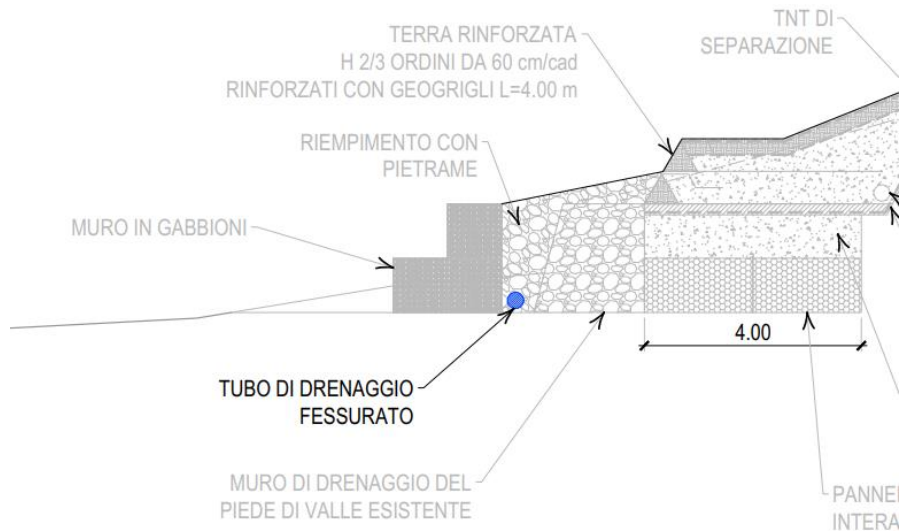 TERRA RINFORZATA
H 2/3 ORDINI DA 60 cm/cad
RINFORZATI CON GEOGRIGLI L=4.00 m
TNT DI
SEPARAZIONE
RIEMPIMENTO CON
PIETRAME
MURO IN GABBIONI
4.00
TUBO DI DRENAGGIO
FESSURATO
MURO DI DRENAGGIO DEL
PIEDE DI VALLE ESISTENTE